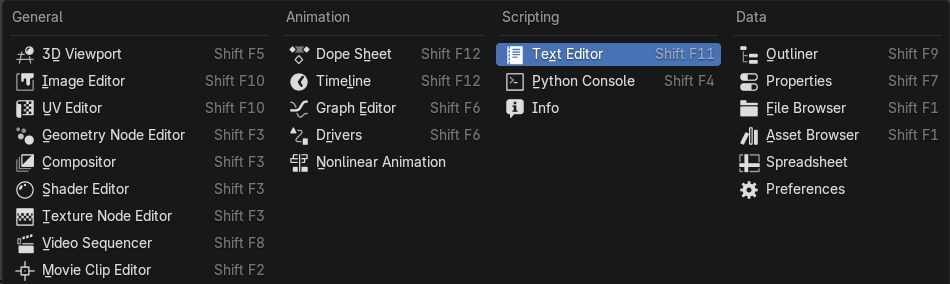 General
3D Viewport Shift F5
Image Editor Shift F10
UV Editor Shift F10
Geometry Node Editor Shift F3
Compositor Shift F3
Shader Editor Shift F3
Texture Node Editor Shift F3
Video Sequencer Shift F8
Movie Clip Editor Shift F2
Animation
Dope Sheet Shift F12
Timeline Shift F12
Graph Editor Shift F6
Drivers Shift F6
Nonlinear Animation
Scripting
Text Editor Shift F11
Python Console Shift F4
Info
Data
Outliner Shift F9
Properties Shift F7
File Browser Shift F1
Asset Browser Shift F1
Spreadsheet
Preferences